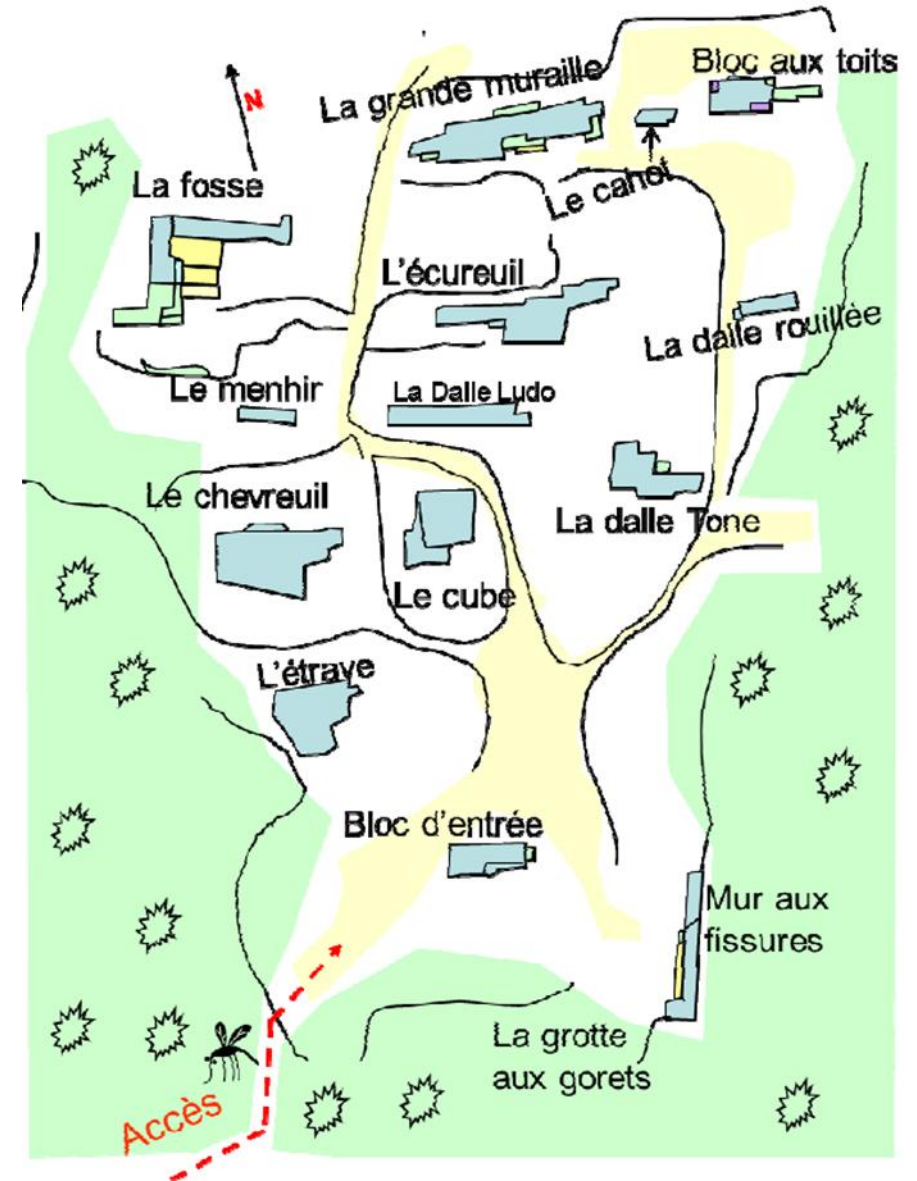 Bloc aux toits
La grande muraille
N
Le cahot
La fosse
L'écureuil
La dalle rouillée
Le menhir
La Dalle Ludo
Le chevreuil
La dalle Tone
Le cube
L'étrave
Bloc d'entrée
Mur aux
fissures
La grotte
aux gorets
Accès